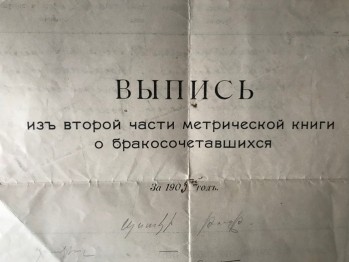 ВЫПИСЬ
изъ второй части метрической книги
о бракосочетавшихся
За 1905 годъ.